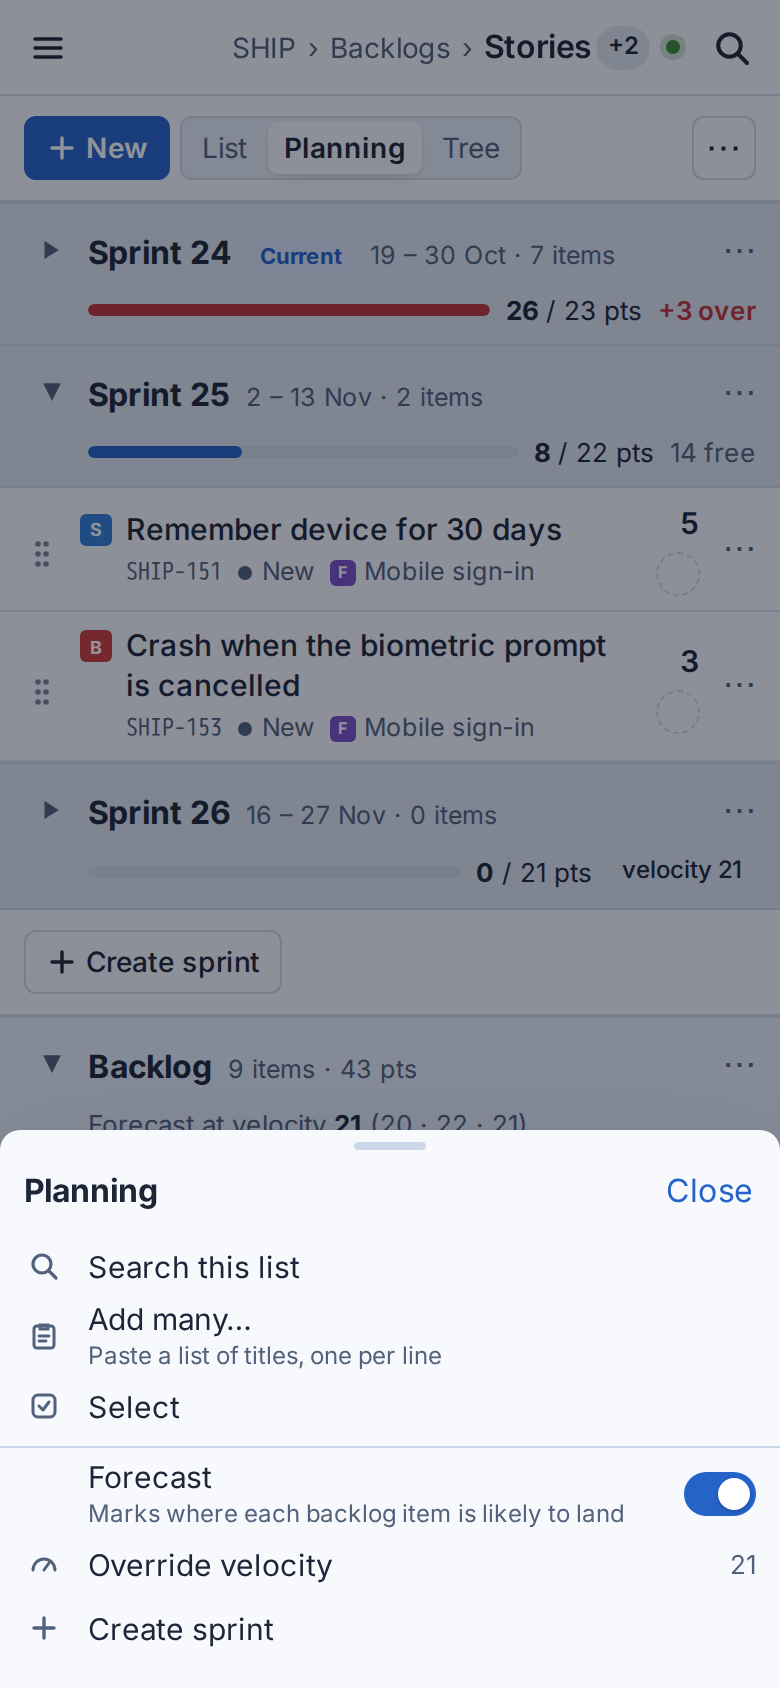 SHIP › Backlogs › Stories +2
+ New List Planning Tree ...
Sprint 24 Current 19 – 30 Oct · 7 items ...
26 / 23 pts +3 over
Sprint 25 2 – 13 Nov · 2 items ...
8 / 22 pts 14 free
S Remember device for 30 days 5 ...
SHIP-151 New F Mobile sign-in
B Crash when the biometric prompt 3 ...
is cancelled
SHIP-153 New F Mobile sign-in
Sprint 26 16 – 27 Nov · 0 items ...
0 / 21 pts velocity 21
+ Create sprint
Backlog 9 items · 43 pts ...
Forecast at velocity 21 (20 · 22 · 21)
Planning Close
Search this list
Add many...
Paste a list of titles, one per line
Select
Forecast
Marks where each backlog item is likely to land
Override velocity 21
+ Create sprint